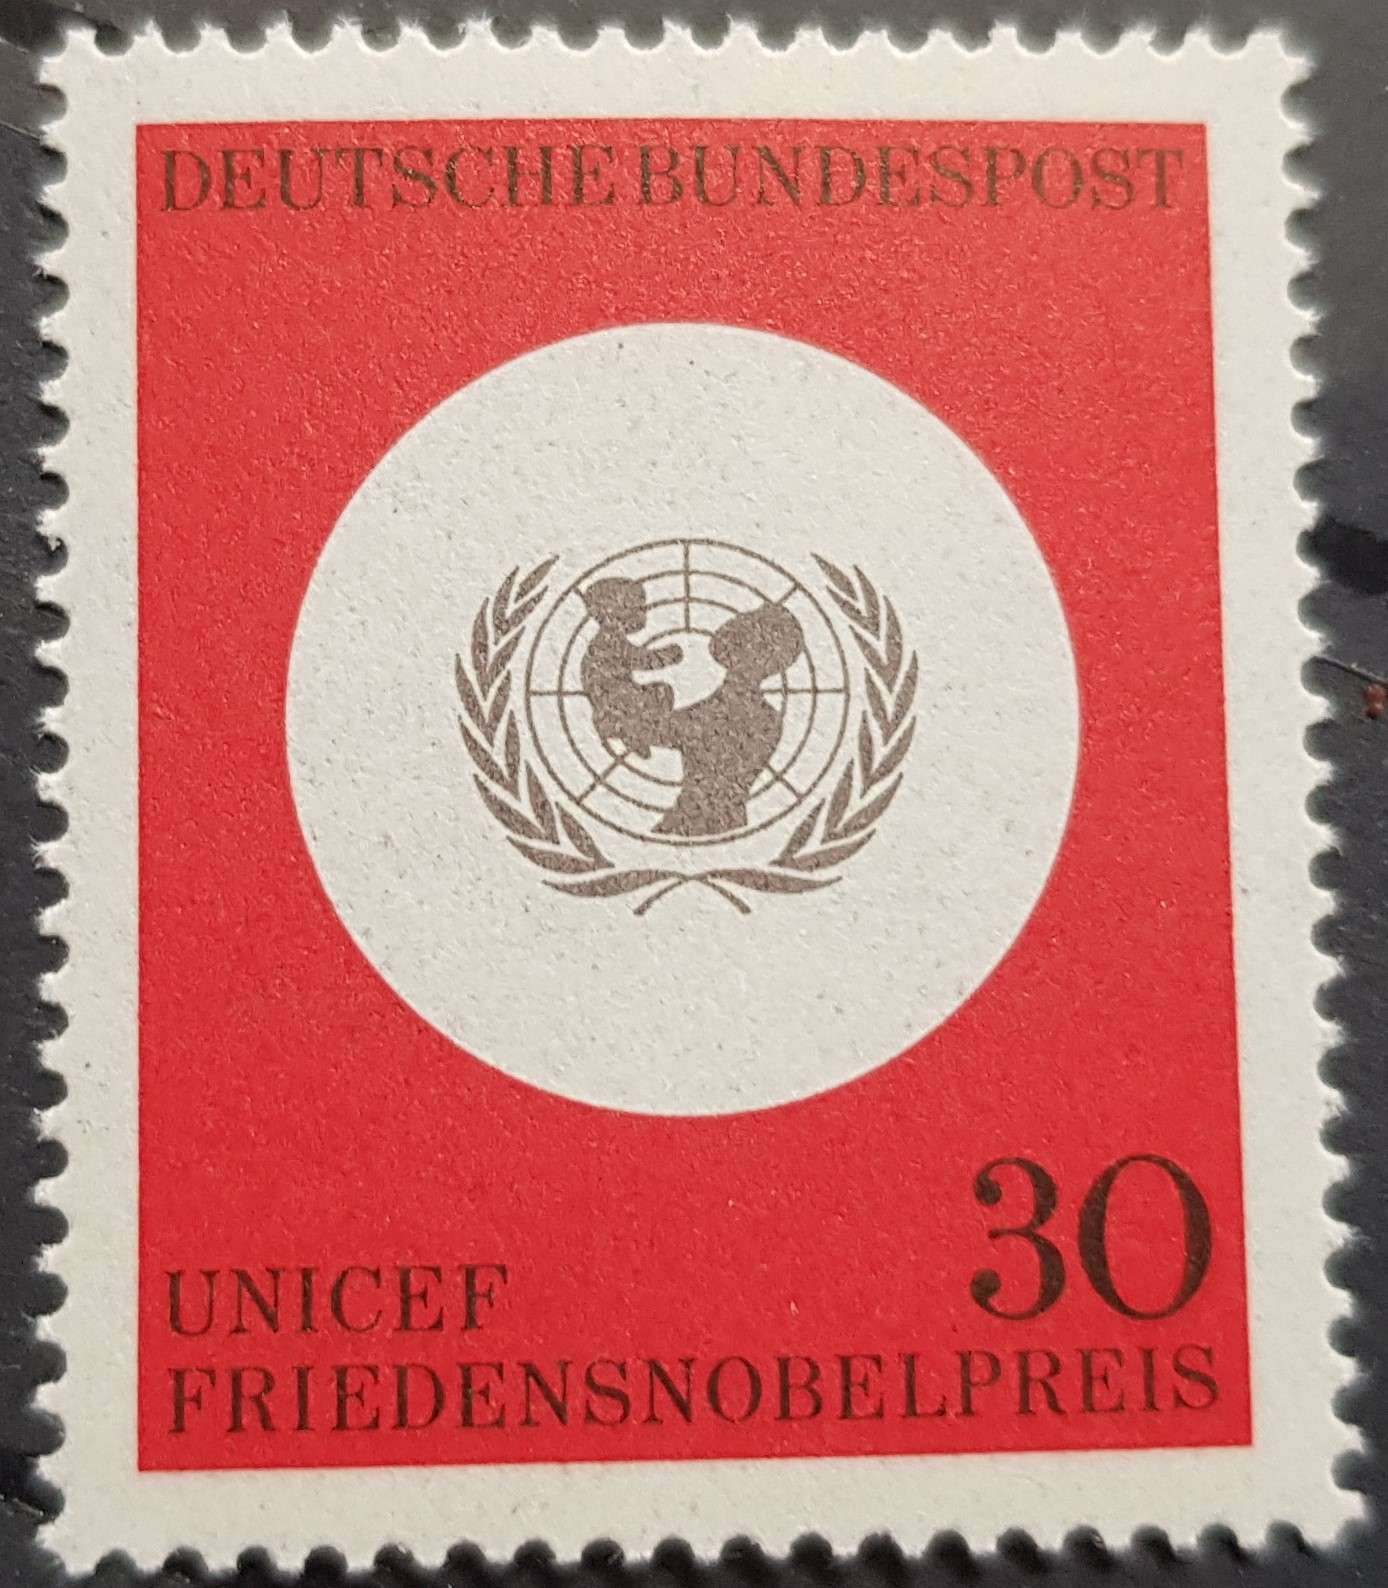 DEUTSCHE BUNDESPOST
30
UNICEF
FRIEDENSNOBELPREIS